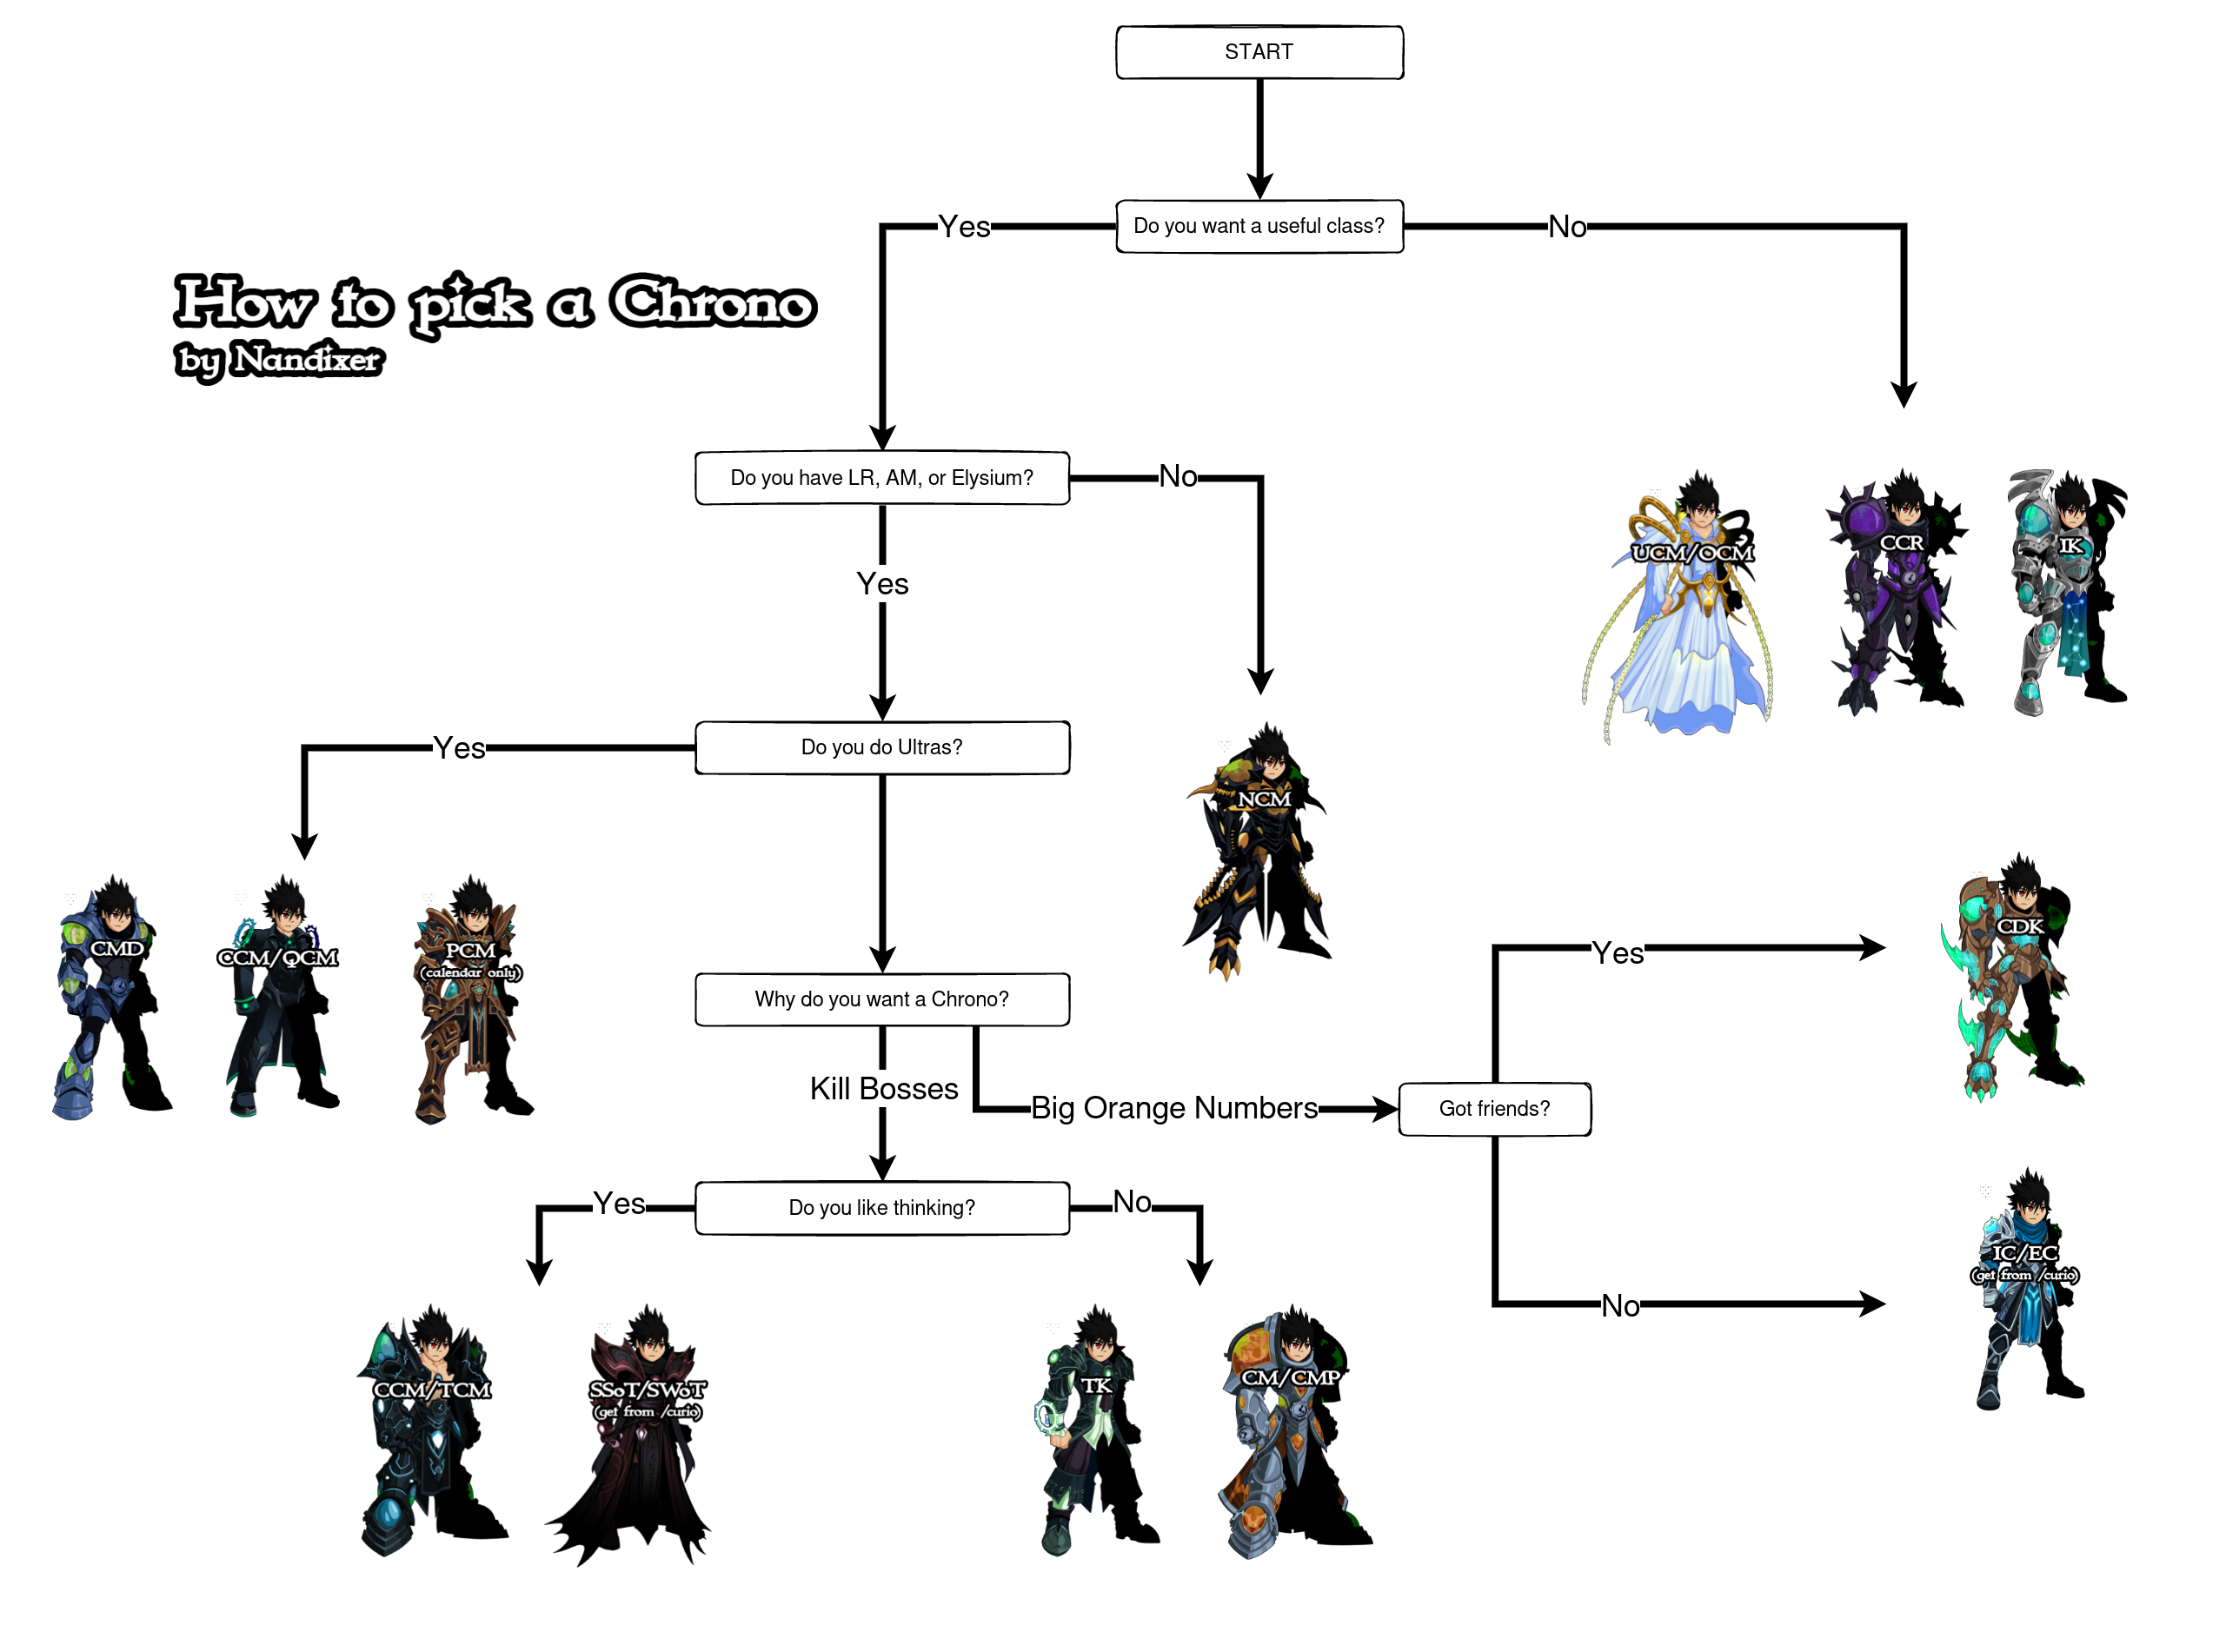 START
Do you want a useful class?
Yes
No
How to pick a Chrono
by Nandixer
Do you have LR, AM, or Elysium?
No
Yes
UCM/OCM
CCR
IK
Do you do Ultras?
Yes
NCM
CMD
CCM/QCM
PCM
(calendar only)
Why do you want a Chrono?
Kill Bosses
Big Orange Numbers
Got friends?
Yes
CDK
No
IC/EC
(get from /curio)
Do you like thinking?
Yes
No
CCM/TCM
SSoT/SWoT
(get from /curio)
TK
CM/CMP